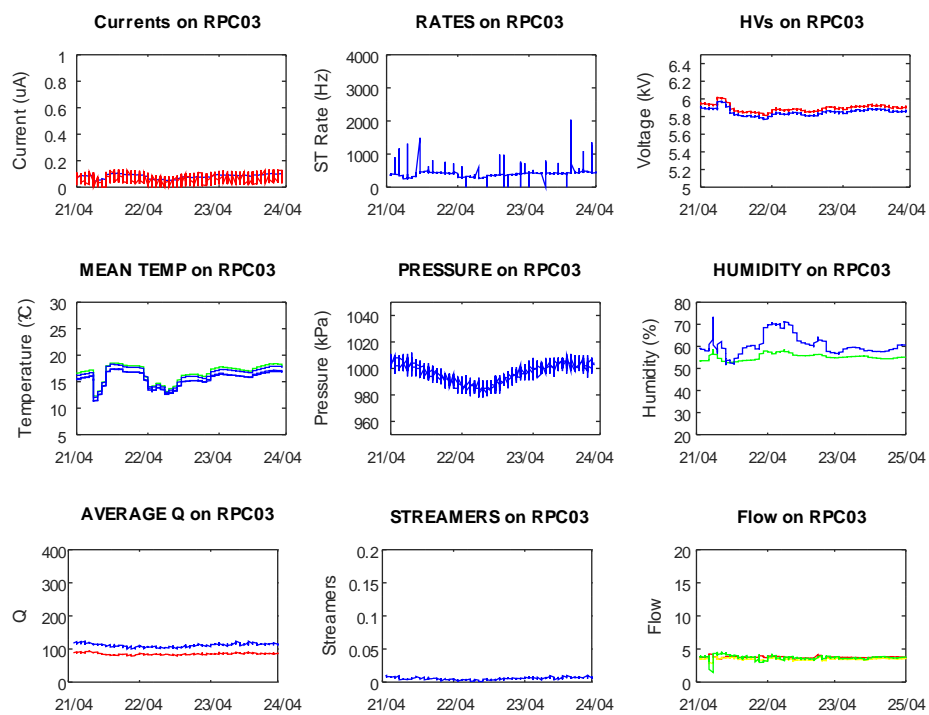 Currents on RPC03
RATES on RPC03
HVs on RPC03
Current (uA)
1
0.8
0.6
0.4
0.2
0
21/04 22/04 23/04 24/04
ST Rate (Hz)
4000
3000
2000
1000
0
21/04 22/04 23/04 24/04
Voltage (kV)
6.4
6.2
6
5.8
5.6
5.4
5.2
5
21/04 22/04 23/04 24/04
MEAN TEMP on RPC03
PRESSURE on RPC03
HUMIDITY on RPC03
Temperature (?C)
30
25
20
15
10
5
21/04 22/04 23/04 24/04
Pressure (kPa)
1040
1020
1000
980
960
21/04 22/04 23/04 24/04
Humidity (%)
80
70
60
50
40
30
20
21/04 22/04 23/04 25/04
AVERAGE Q on RPC03
STREAMERS on RPC03
Flow on RPC03
Q
400
300
200
100
0
21/04 22/04 23/04 24/04
Streamers
0.2
0.15
0.1
0.05
0
21/04 22/04 23/04 24/04
Flow
20
15
10
5
0
21/04 22/04 23/04 25/04